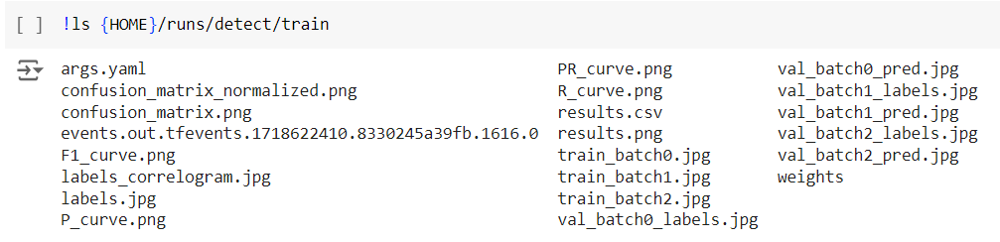 [ ] !ls {HOME}/runs/detect/train
args.yaml PR_curve.png val_batch0_pred.jpg
confusion_matrix_normalized.png R_curve.png val_batch1_labels.jpg
confusion_matrix.png results.csv val_batch1_pred.jpg
events.out.tfevents.1718622410.8330245a39fb.1616.0 results.png val_batch2_labels.jpg
F1_curve.png train_batch0.jpg val_batch2_pred.jpg
labels_correlogram.jpg train_batch1.jpg weights
labels.jpg train_batch2.jpg
P_curve.png val_batch0_labels.jpg